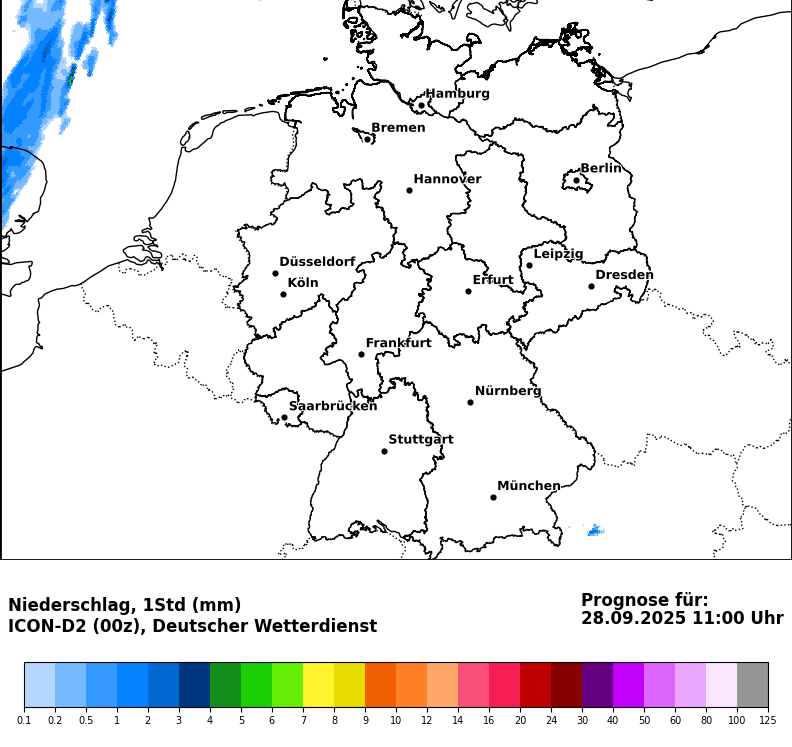 Hamburg
Bremen
Berlin
Hannover
Leipzig
Düsseldorf
Dresden
Köln
Erfurt
Frankfurt
Nürnberg
Saarbrücken
Stuttgart
München
Niederschlag, 1Std (mm)
ICON-D2 (00z), Deutscher Wetterdienst
Prognose für:
28.09.2025 11:00 Uhr
0.1 0.2 0.5 1 2 3 4 5 6 7 8 9 10 12 14 16 20 24 30 40 50 60 80 100 125